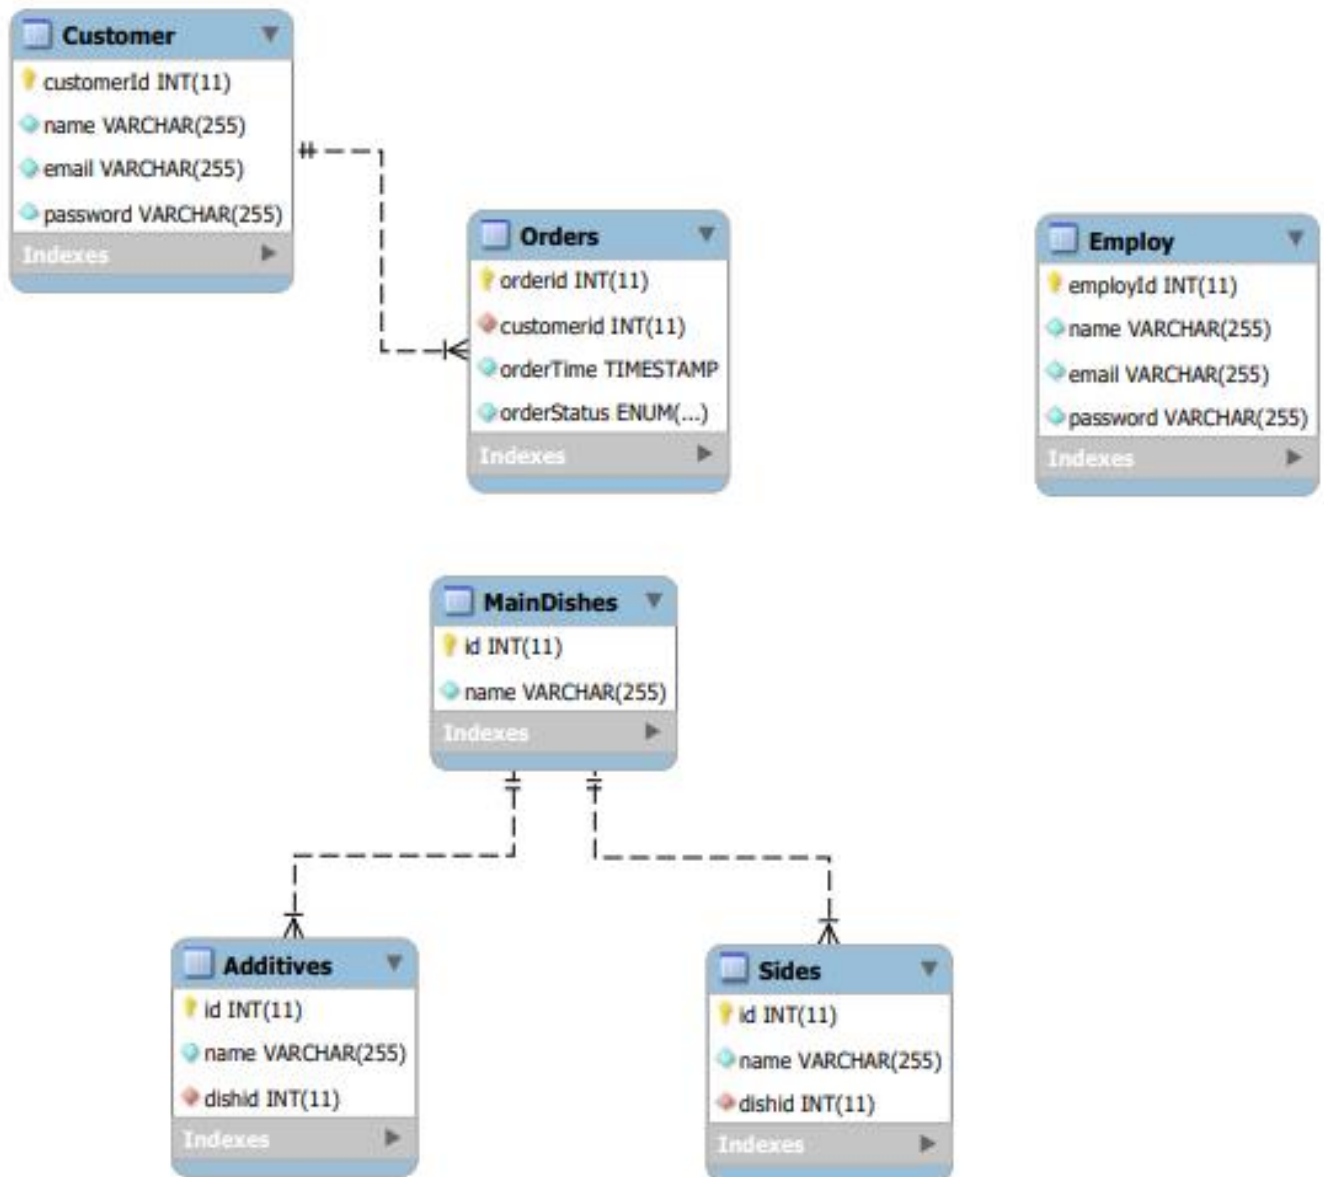 Customer
customerId INT(11)
name VARCHAR(255)
email VARCHAR(255)
password VARCHAR(255)
Indexes
Orders
orderid INT(11)
customerid INT(11)
orderTime TIMESTAMP
orderStatus ENUM(...)
Indexes
Employ
employId INT(11)
name VARCHAR(255)
email VARCHAR(255)
password VARCHAR(255)
Indexes
MainDishes
id INT(11)
name VARCHAR(255)
Indexes
Additives
id INT(11)
name VARCHAR(255)
dishid INT(11)
Indexes
Sides
id INT(11)
name VARCHAR(255)
dishid INT(11)
Indexes